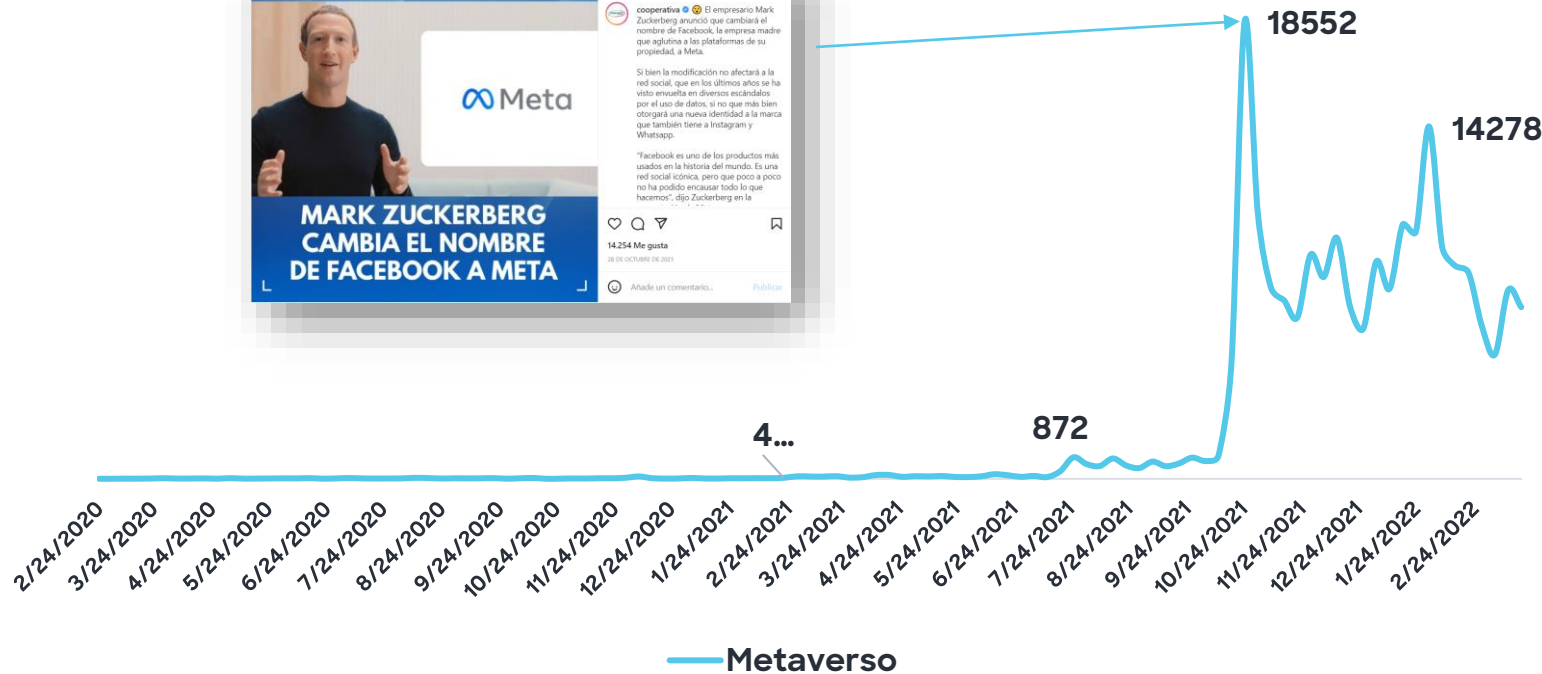 cooperativa 😮 El empresario Mark
Zuckerberg anunció que cambiará el
nombre de Facebook, la empresa madre
que aglutina a las plataformas de su
propiedad, a Meta.
Si bien la modificación no afectará a la
red social, que en los últimos años se ha
visto envuelta en diversos escándalos
por el uso de datos, si no que más bien
otorgará una nueva identidad a la marca
que también tiene a Instagram y
Whatsapp.
"Facebook es uno de los productos más
usados en la historia del mundo. Es una
red social icónica, pero que poco a poco
no ha podido encausar todo lo que
hacemos", dijo Zuckerberg en la
14.254 Me gusta
28 DE OCTUBRE DE 2021
Añade un comentario...
Publicar
Meta
MARK ZUCKERBERG
CAMBIA EL NOMBRE
DE FACEBOOK A META
18552
14278
872
4...
2/24/2020
3/24/2020
4/24/2020
5/24/2020
6/24/2020
7/24/2020
8/24/2020
9/24/2020
10/24/2020
11/24/2020
12/24/2020
1/24/2021
2/24/2021
3/24/2021
4/24/2021
5/24/2021
6/24/2021
7/24/2021
8/24/2021
9/24/2021
10/24/2021
11/24/2021
12/24/2021
1/24/2022
2/24/2022
Metaverso